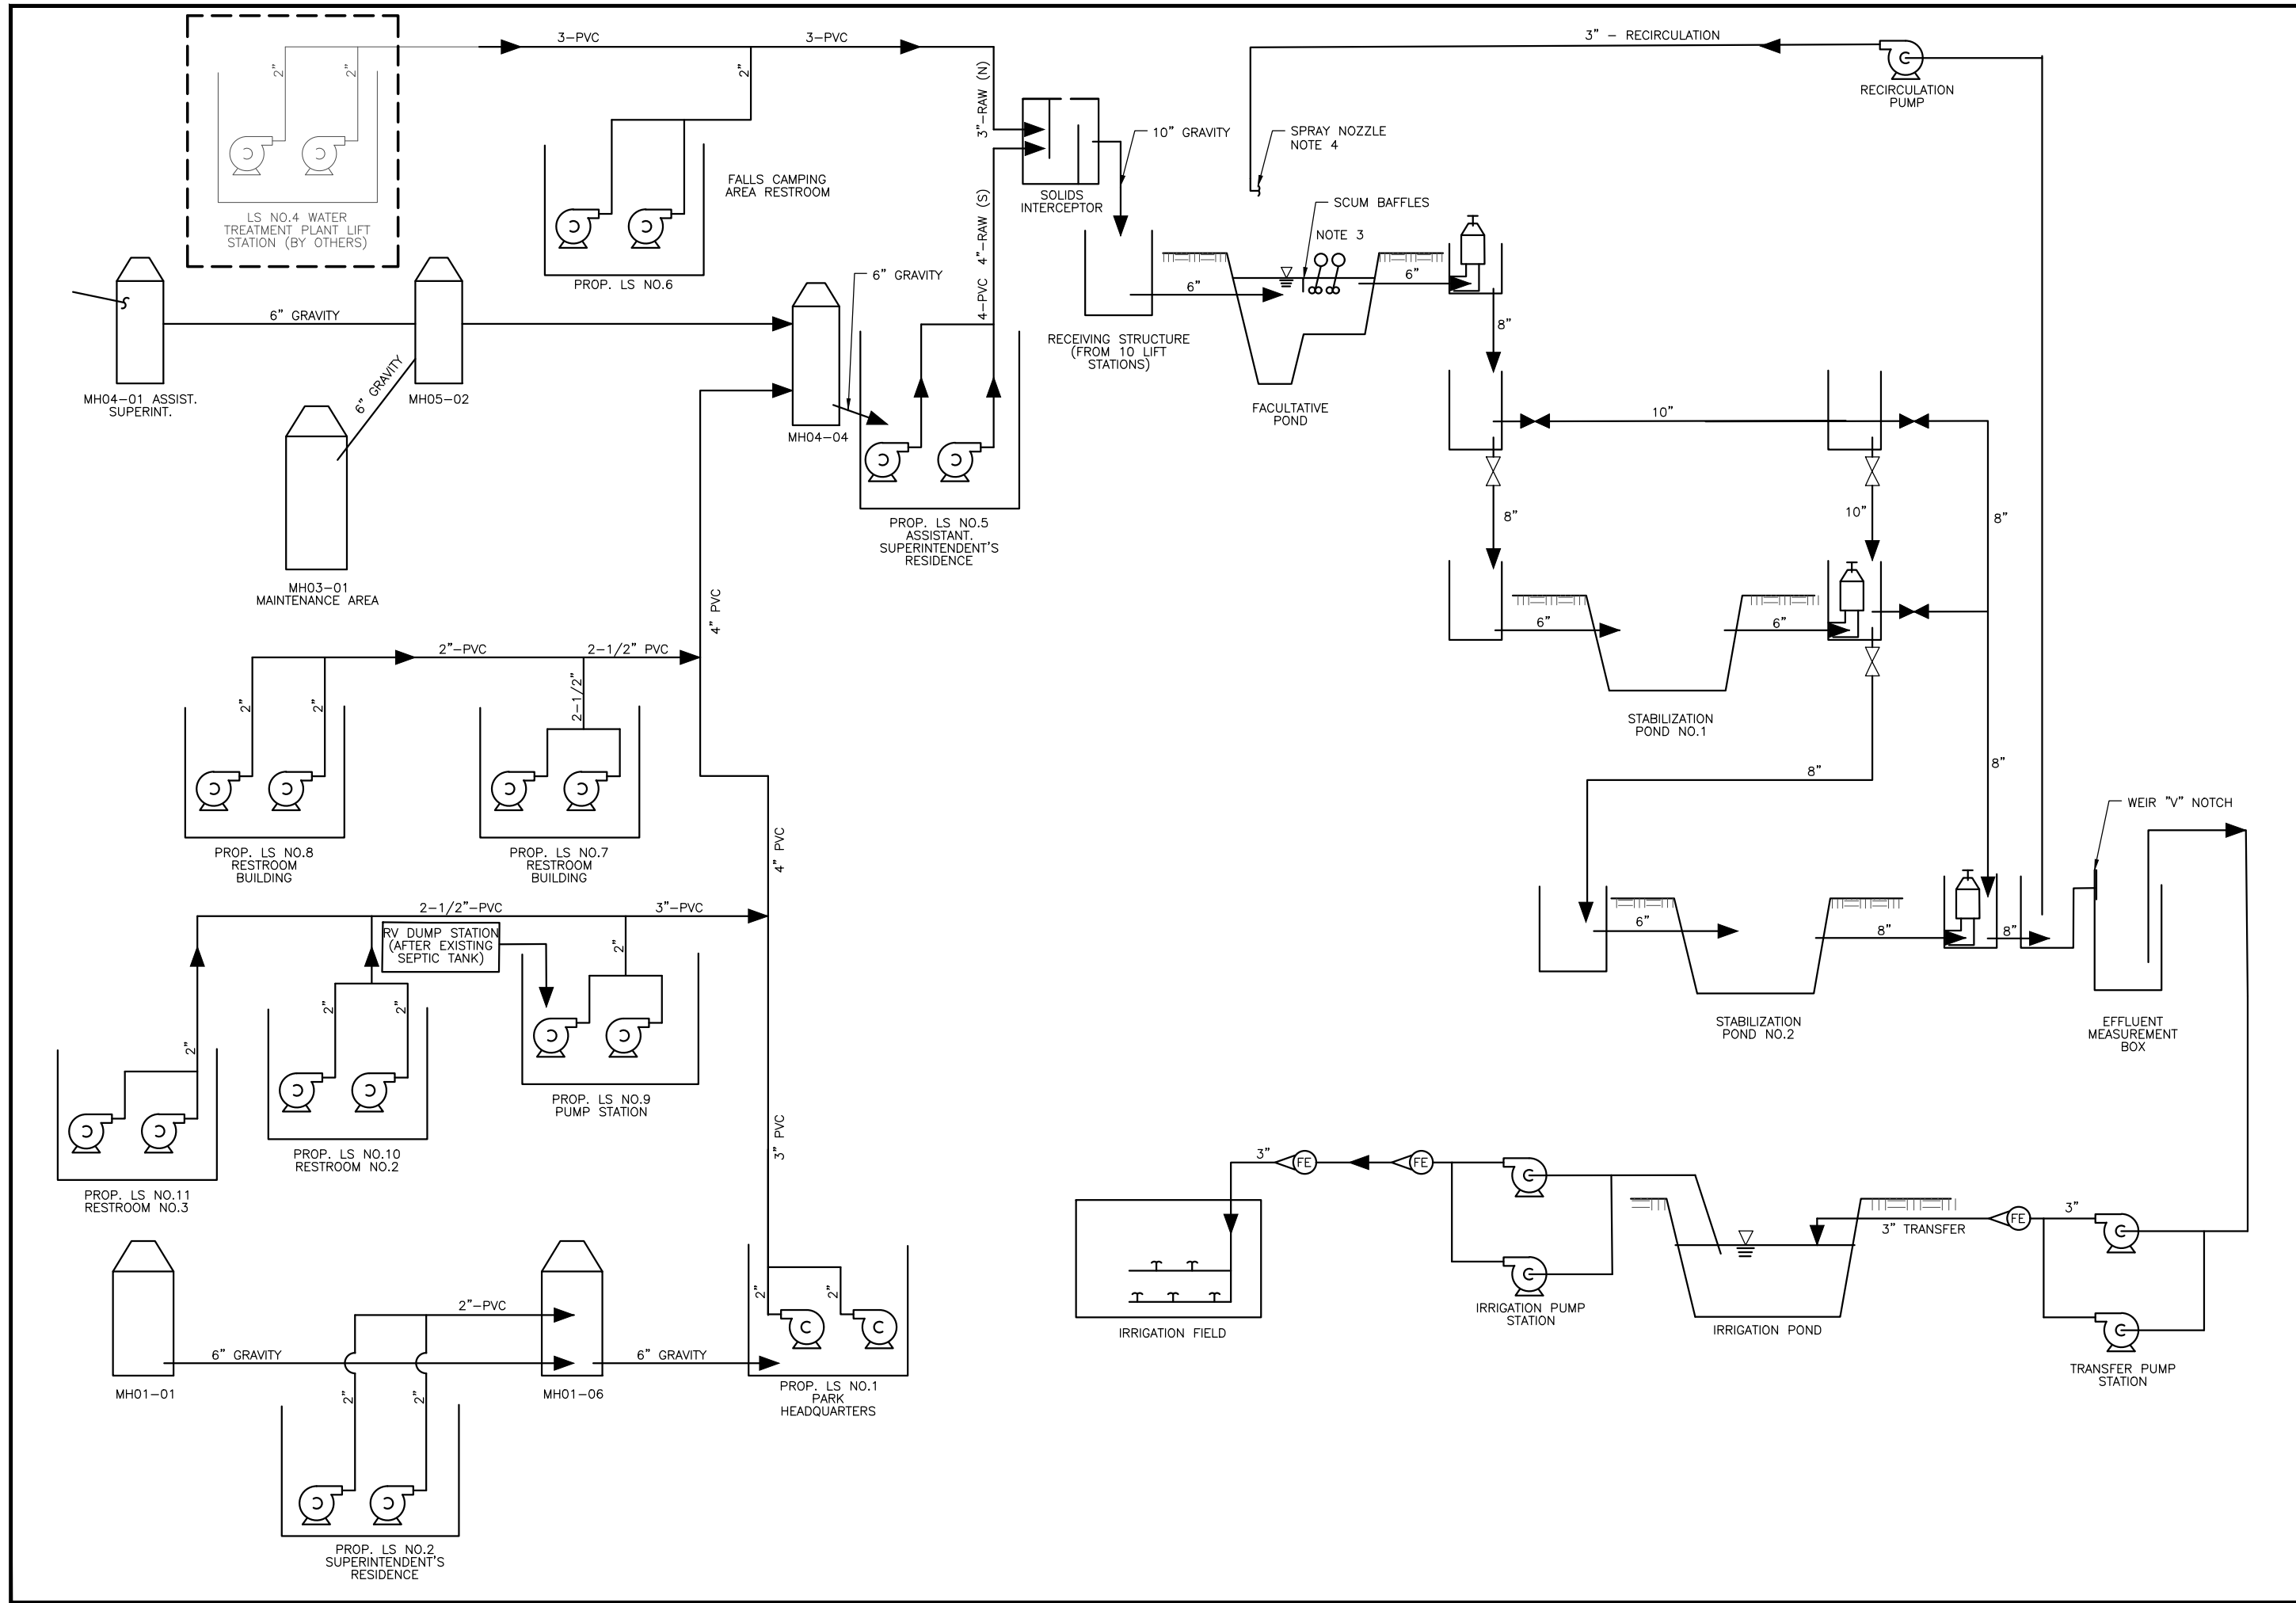 3-PVC
3-PVC
2"
2"
2"
3"-RAW (N)
LS NO.4 WATER
TREATMENT PLANT LIFT
STATION (BY OTHERS)
FALLS CAMPING
AREA RESTROOM
PROP. LS NO.6
SOLIDS
INTERCEPTOR
10" GRAVITY
3" - RECIRCULATION
RECIRCULATION
PUMP
SPRAY NOZZLE
NOTE 4
SCUM BAFFLES
NOTE 3
4-PVC 4"-RAW (S)
6" GRAVITY
6" GRAVITY
6" GRAVITY
MH04-01 ASSIST.
SUPERINT.
MH05-02
MH04-04
MH03-01
MAINTENANCE AREA
PROP. LS NO.5
ASSISTANT.
SUPERINTENDENT'S
RESIDENCE
RECEIVING STRUCTURE
(FROM 10 LIFT
STATIONS)
6"
6"
FACULTATIVE
POND
8"
10"
8"
10"
8"
6"
6"
STABILIZATION
POND NO.1
8"
8"
4" PVC
2"-PVC
2-1/2" PVC
2"
2"
2-1/2"
PROP. LS NO.8
RESTROOM
BUILDING
PROP. LS NO.7
RESTROOM
BUILDING
4" PVC
2-1/2"-PVC
3"-PVC
RV DUMP STATION
(AFTER EXISTING
SEPTIC TANK)
2"
2"
2"
2"
PROP. LS NO.9
PUMP STATION
PROP. LS NO.10
RESTROOM NO.2
PROP. LS NO.11
RESTROOM NO.3
3" PVC
WEIR "V" NOTCH
6"
8"
8"
STABILIZATION
POND NO.2
EFFLUENT
MEASUREMENT
BOX
MH01-01
6" GRAVITY
2"-PVC
MH01-06
6" GRAVITY
2"
2"
2"
2"
PROP. LS NO.1
PARK
HEADQUARTERS
PROP. LS NO.2
SUPERINTENDENT'S
RESIDENCE
3"
FE
FE
IRRIGATION FIELD
IRRIGATION PUMP
STATION
IRRIGATION POND
3" TRANSFER
FE
3"
TRANSFER PUMP
STATION